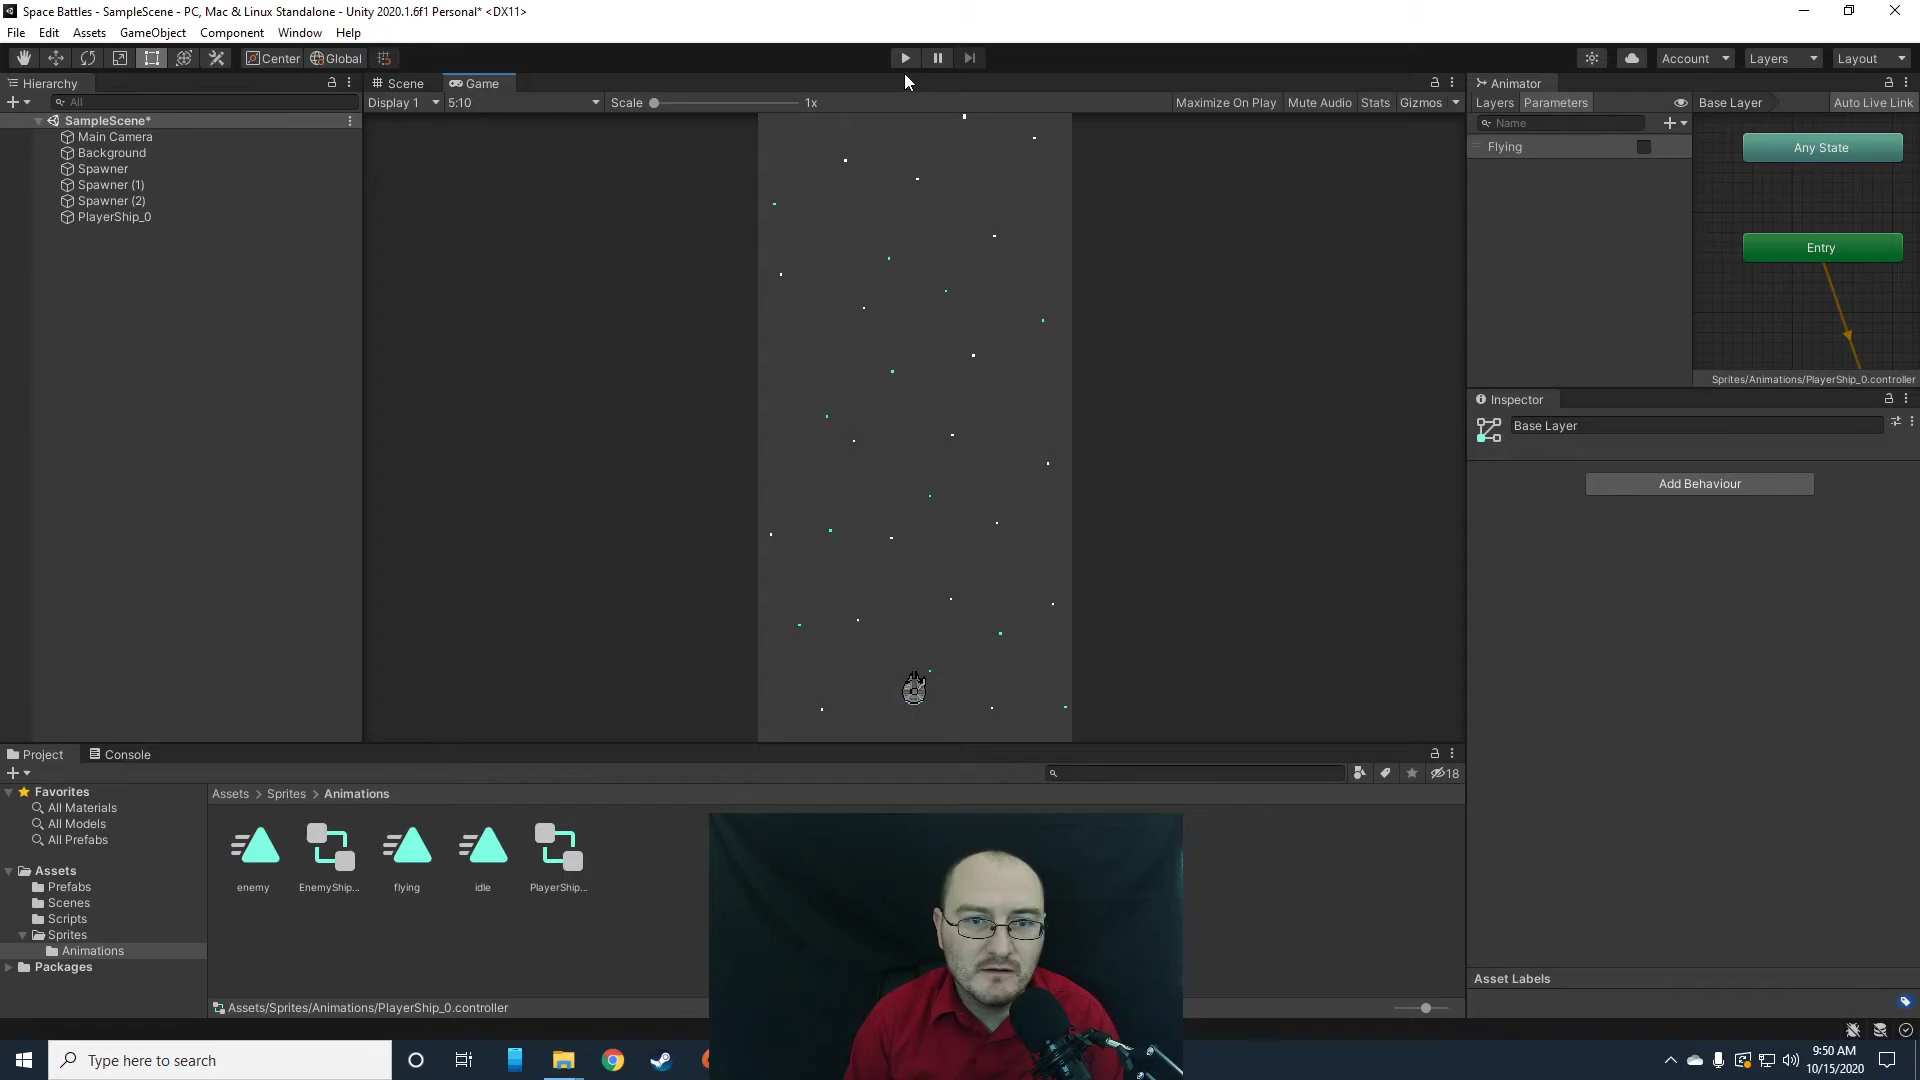 Space Battles - SampleScene - PC, Mac & Linux Standalone - Unity 2020.1.6f1 Personal* <DX11>
File Edit Assets GameObject Component Window Help
Center Global Account Layers Layout
Hierarchy
All
SampleScene*
Main Camera
Background
Spawner
Spawner (1)
Spawner (2)
PlayerShip_0
Scene Game
Display 1 5:10 Scale 1x Maximize On Play Mute Audio Stats Gizmos
Animator
Layers Parameters Base Layer Auto Live Link
Name
Flying
Any State
Entry
Sprites/Animations/PlayerShip_0.controller
Inspector
Base Layer
Add Behaviour
Asset Labels
Project Console
18
Favorites
All Materials
All Models
All Prefabs
Assets
Prefabs
Scenes
Scripts
Sprites
Animations
Packages
Assets > Sprites > Animations
enemy EnemyShip... flying idle PlayerShip...
Assets/Sprites/Animations/PlayerShip_0.controller
Type here to search
9:50 AM
10/15/2020